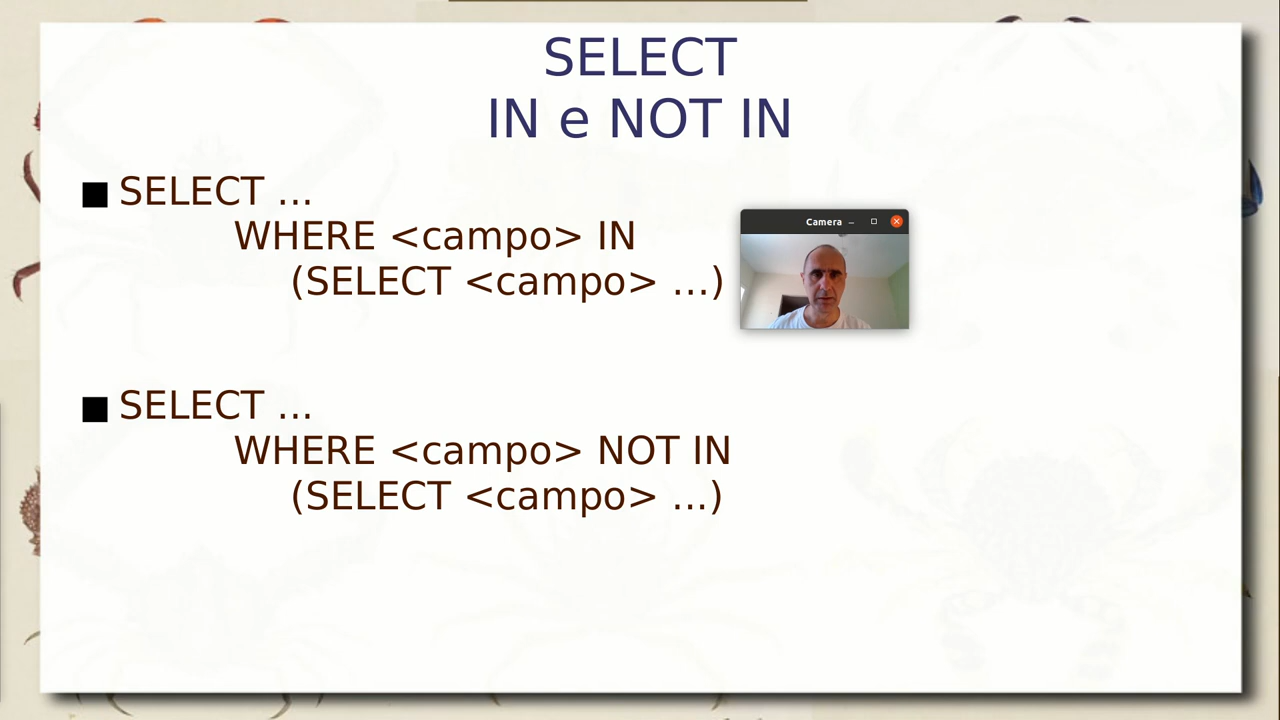 SELECT
IN e NOT IN
■ SELECT ...
WHERE <campo> IN
(SELECT <campo> ...)
Camera
■ SELECT ...
WHERE <campo> NOT IN
(SELECT <campo> ...)